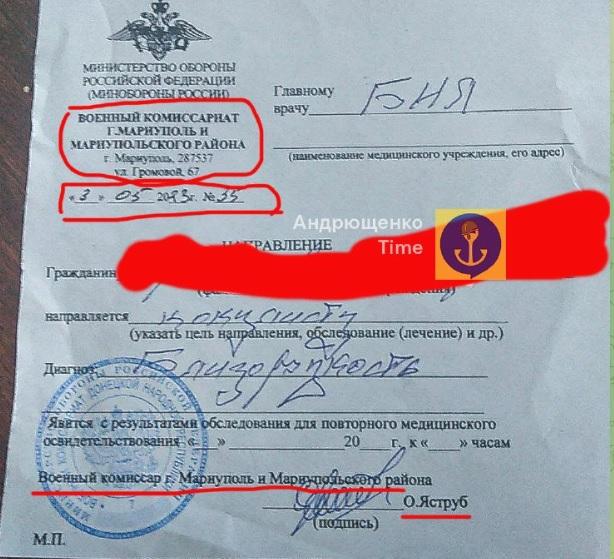 МИНИСТЕРСТВО ОБОРОНЫ
РОССИЙСКОЙ ФЕДЕРАЦИИ
(МИНОБОРОНЫ РОССИИ)
ВОЕННЫЙ КОМИССАРИАТ
Г.МАРИУПОЛЬ И
МАРИУПОЛЬСКОГО РАЙОНА
г. Мариуполь, 287537
ул. Громовой, 67
«3» 05 2023г. №35
Главному
врачу БНЯ
(наименование медицинского учреждения, его адрес)
Андрющенко
Time
НАПРАВЛЕНИЕ
Гражданин
направляется
(указать цель направления, обследование (лечение) и др.)
Диагноз: Близорукость
Явится с результатами обследования для повторного медицинского
освидетельствования «__» ________ 20__ г. к «___» часам
Военный комиссар г. Мариуполь и Мариупольского района
О.Яструб
(подпись)
М.П.